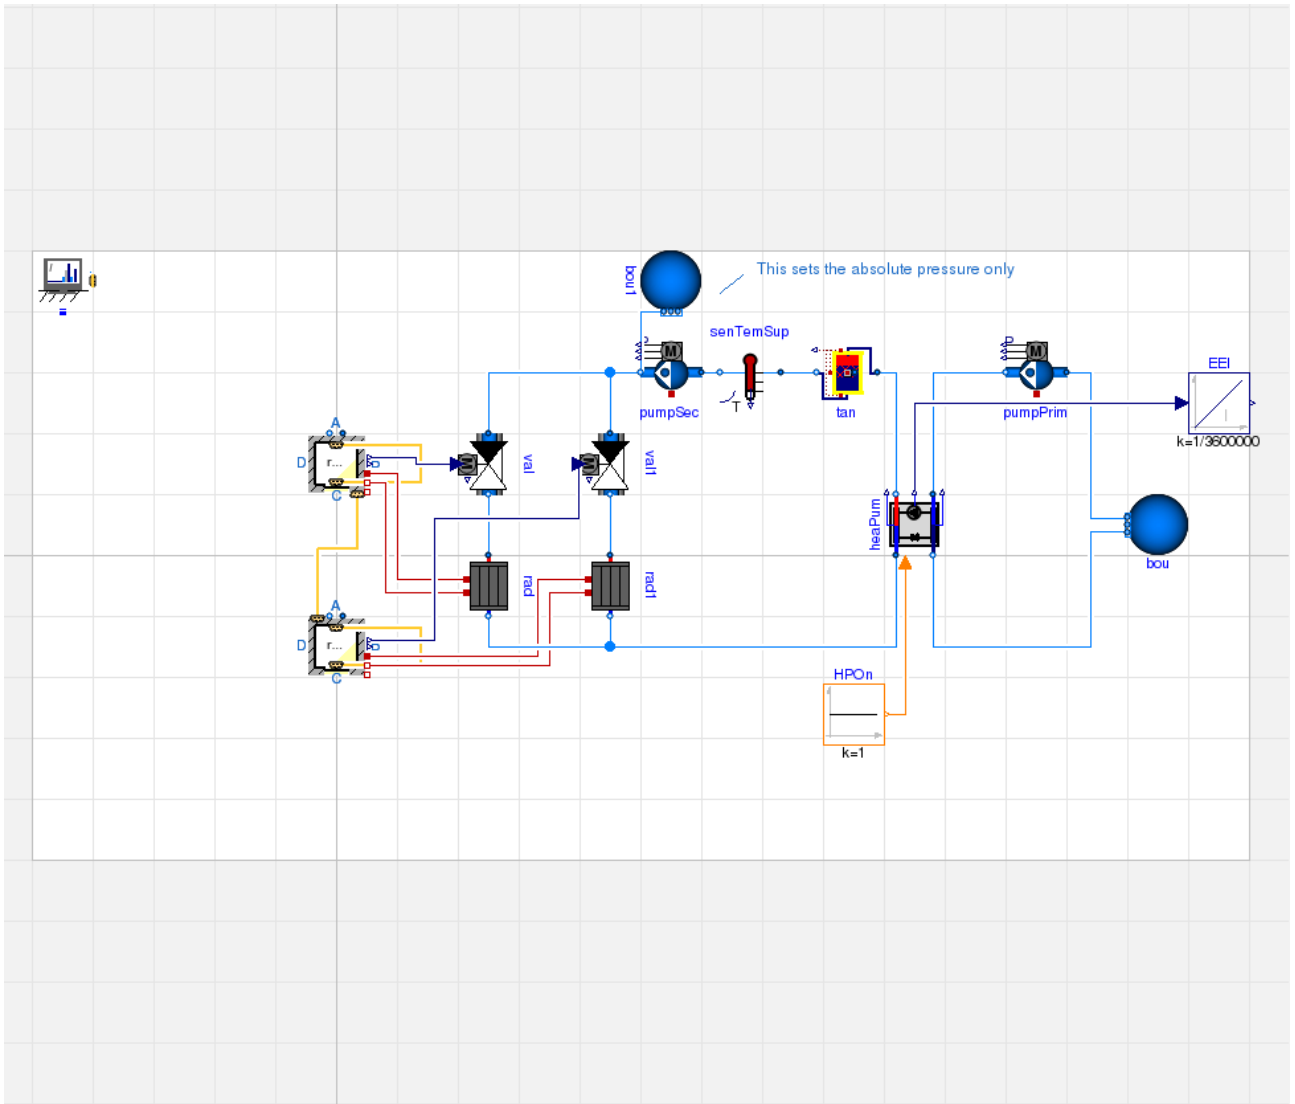 bou1
This sets the absolute pressure only
senTemSup
M
M
EEI
T
pumpSec
tan
pumpPrim
k=1/3600000
A
D
r...
C
val
val1
heaPum
bou
rad
rad1
A
D
r...
C
HPOn
k=1